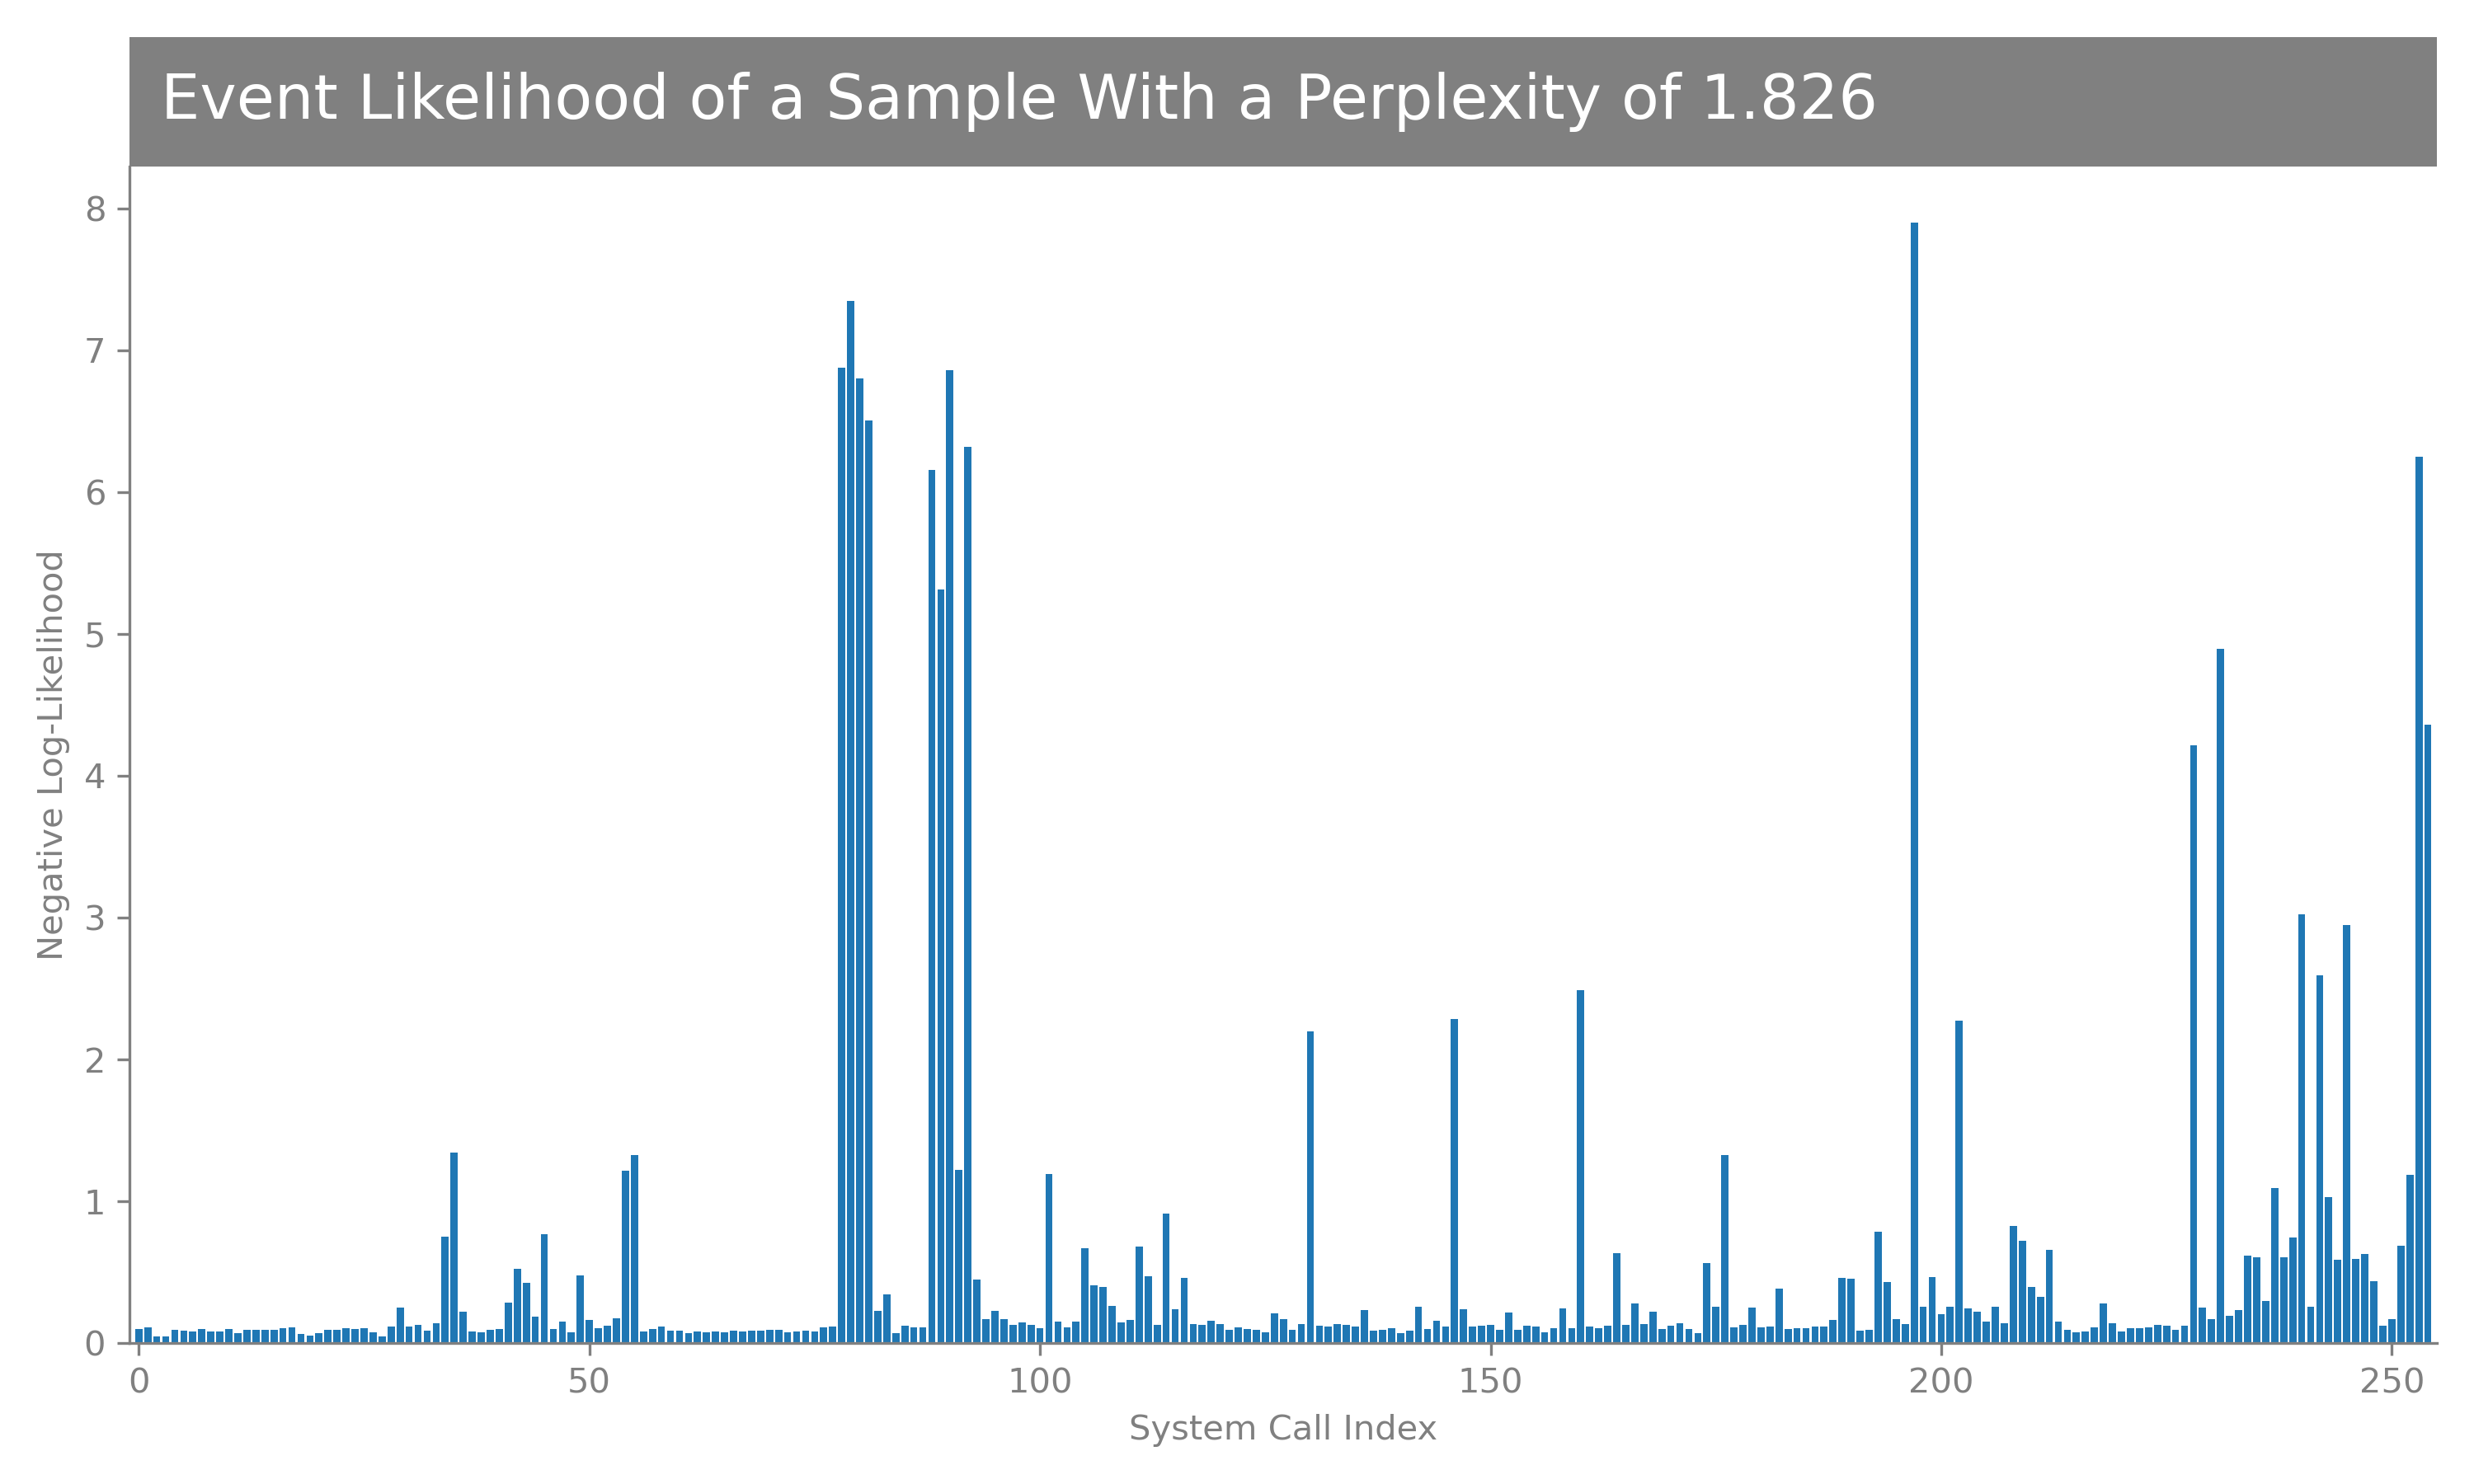 Event Likelihood of a Sample With a Perplexity of 1.826
8
7
6
5
4
3
2
1
0
Negative Log-Likelihood
0 50 100 150 200 250
System Call Index